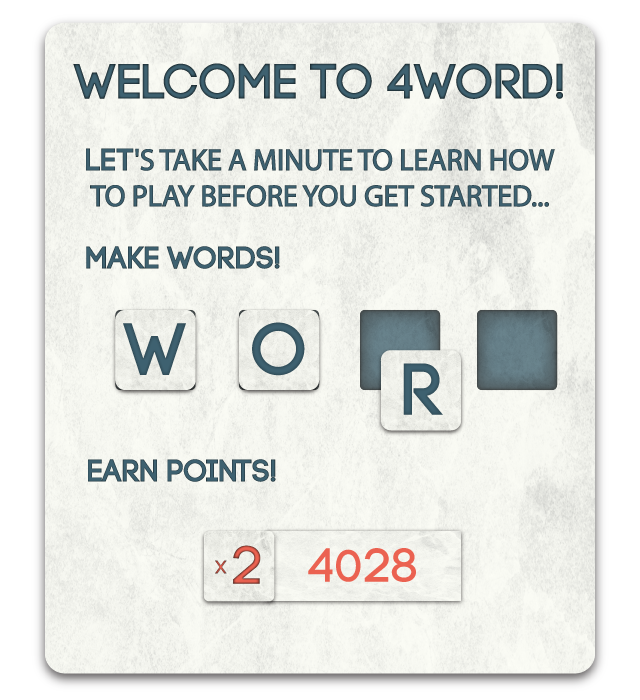 WELCOME TO 4WORD!
LET'S TAKE A MINUTE TO LEARN HOW
TO PLAY BEFORE YOU GET STARTED...
MAKE WORDS!
W O R
EARN POINTS!
x2 4028